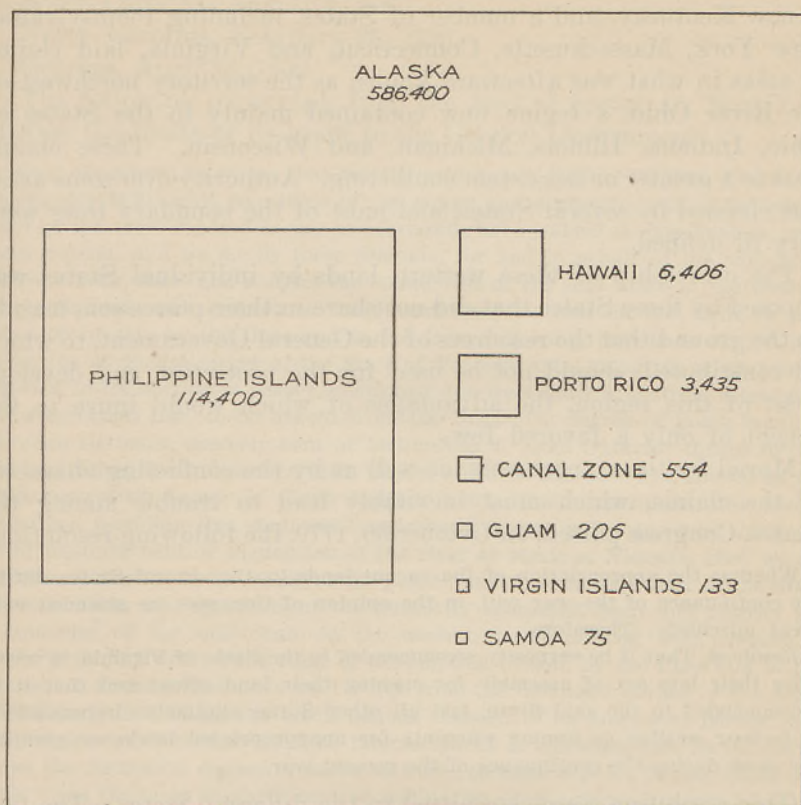 ALASKA
586,400
HAWAII 6,406
PHILIPPINE ISLANDS
114,400
PORTO RICO 3,435
CANAL ZONE 554
GUAM 206
VIRGIN ISLANDS 133
SAMOA 75